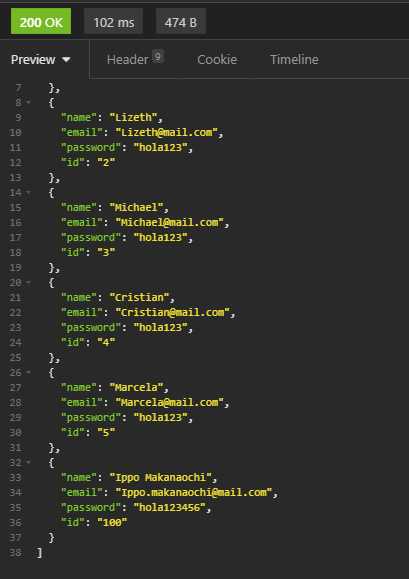 200 OK 102 ms 474 B
Preview Header 9 Cookie Timeline
7 },
8 {
9 "name": "Lizeth",
10 "email": "Lizeth@mail.com",
11 "password": "hola123",
12 "id": "2"
13 },
14 {
15 "name": "Michael",
16 "email": "Michael@mail.com",
17 "password": "hola123",
18 "id": "3"
19 },
20 {
21 "name": "Cristian",
22 "email": "Cristian@mail.com",
23 "password": "hola123",
24 "id": "4"
25 },
26 {
27 "name": "Marcela",
28 "email": "Marcela@mail.com",
29 "password": "hola123",
30 "id": "5"
31 },
32 {
33 "name": "Ippo Makanaochi",
34 "email": "Ippo.makanaochi@mail.com",
35 "password": "hola123456",
36 "id": "100"
37 }
38 ]